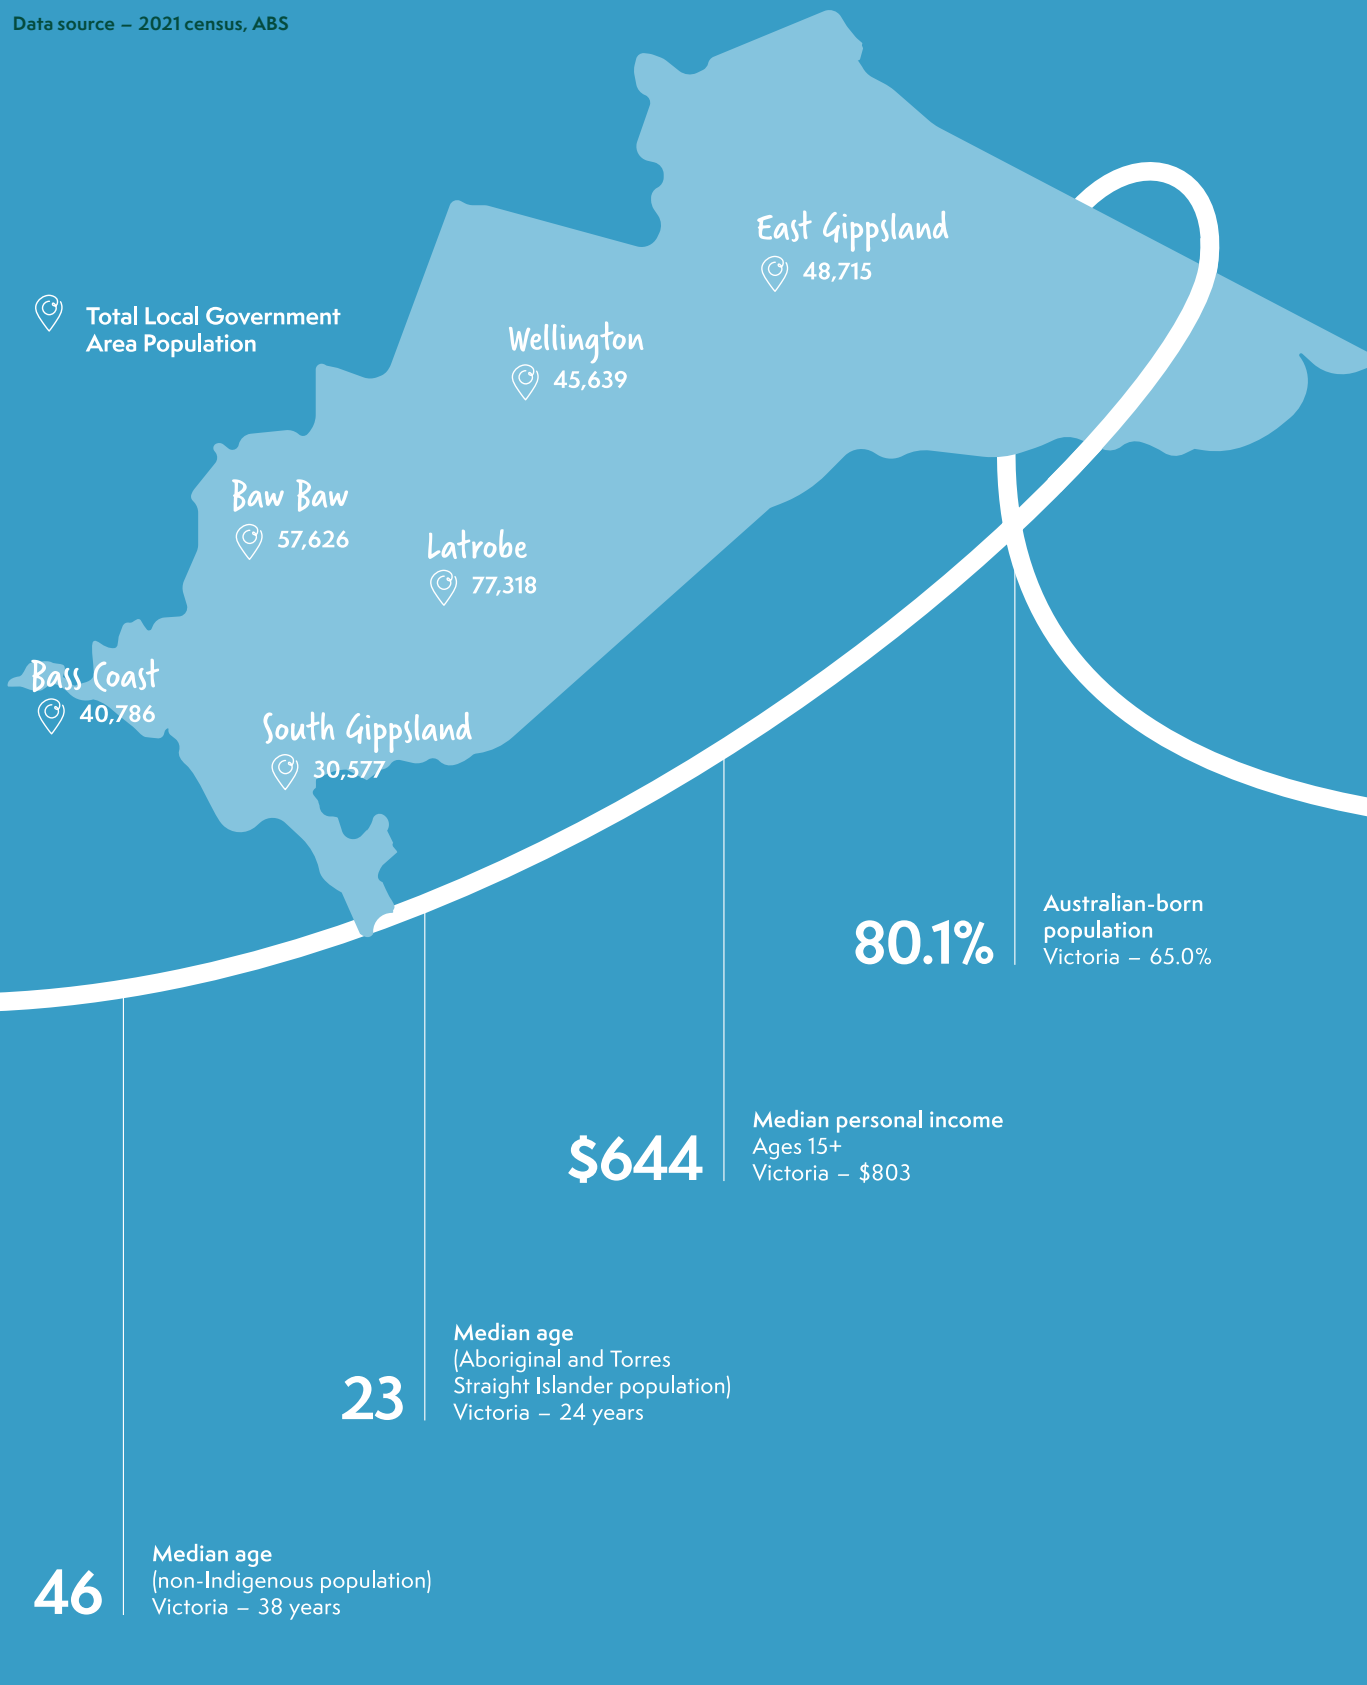 Data source – 2021 census, ABS
East Gippsland
48,715
Total Local Government
Area Population
Wellington
45,639
Baw Baw
57,626
Latrobe
77,318
Bass Coast
40,786
South Gippsland
30,577
80.1%
Australian-born
population
Victoria – 65.0%
$644
Median personal income
Ages 15+
Victoria – $803
23
Median age
(Aboriginal and Torres
Straight Islander population)
Victoria – 24 years
46
Median age
(non-Indigenous population)
Victoria – 38 years